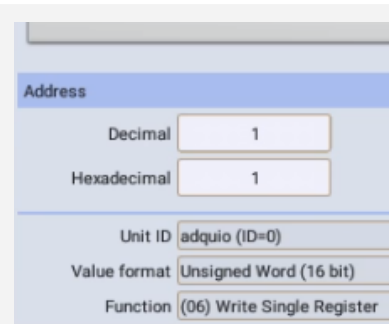 Address
Decimal 1
Hexadecimal 1
Unit ID adquio (ID=0)
Value format Unsigned Word (16 bit)
Function (06) Write Single Register